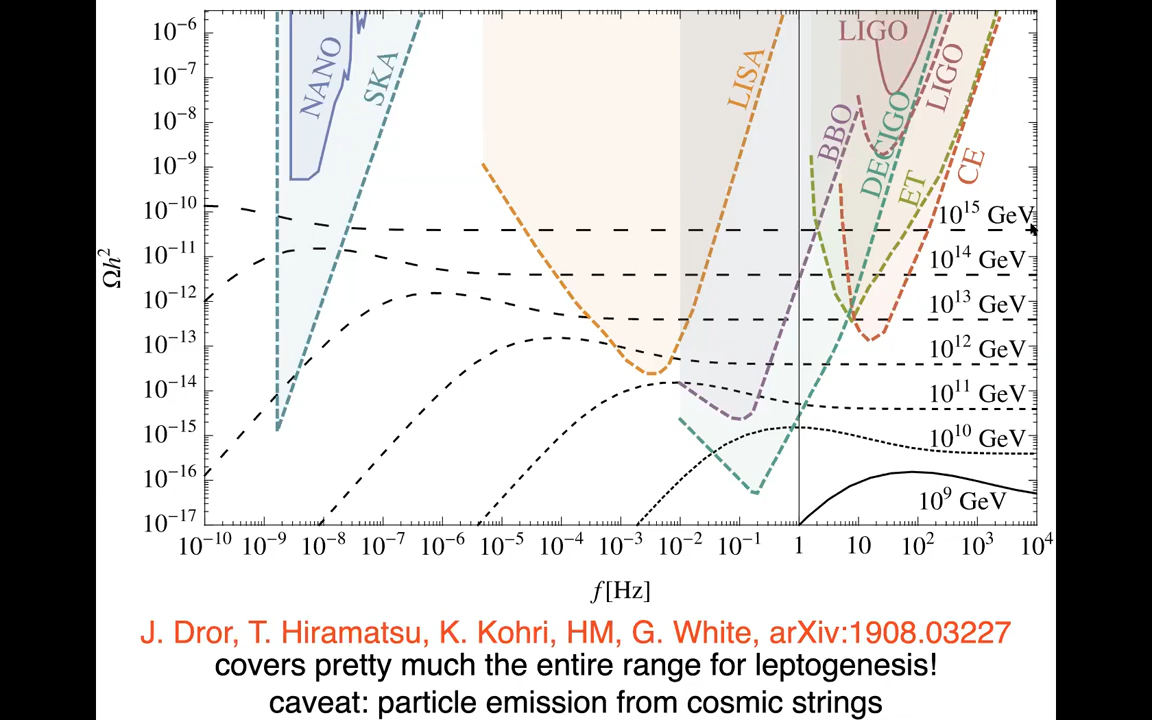 10⁻⁶
10⁻⁷
10⁻⁸
10⁻⁹
10⁻¹⁰
10⁻¹¹
10⁻¹²
10⁻¹³
10⁻¹⁴
10⁻¹⁵
10⁻¹⁶
10⁻¹⁷
Ωh²
NANO
SKA
LISA
BBO
DECIGO
LIGO
LIGO
ET
CE
10¹⁵ GeV
10¹⁴ GeV
10¹³ GeV
10¹² GeV
10¹¹ GeV
10¹⁰ GeV
10⁹ GeV
10⁻¹⁰ 10⁻⁹ 10⁻⁸ 10⁻⁷ 10⁻⁶ 10⁻⁵ 10⁻⁴ 10⁻³ 10⁻² 10⁻¹ 1 10 10² 10³ 10⁴
f[Hz]
J. Dror, T. Hiramatsu, K. Kohri, HM, G. White, arXiv:1908.03227
covers pretty much the entire range for leptogenesis!
caveat: particle emission from cosmic strings